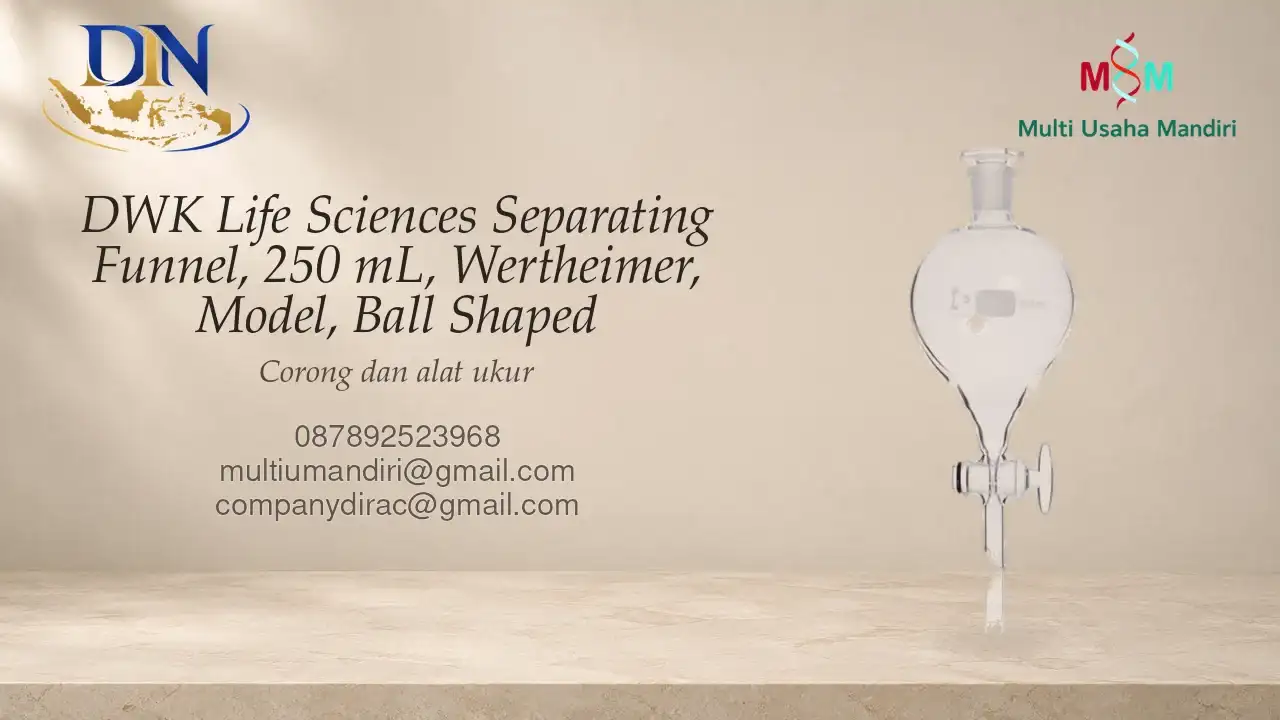 DIN
M M
Multi Usaha Mandiri
DWK Life Sciences Separating
Funnel, 250 mL, Wertheimer,
Model, Ball Shaped
Corong dan alat ukur
087892523968
multiumandiri@gmail.com
companydirac@gmail.com